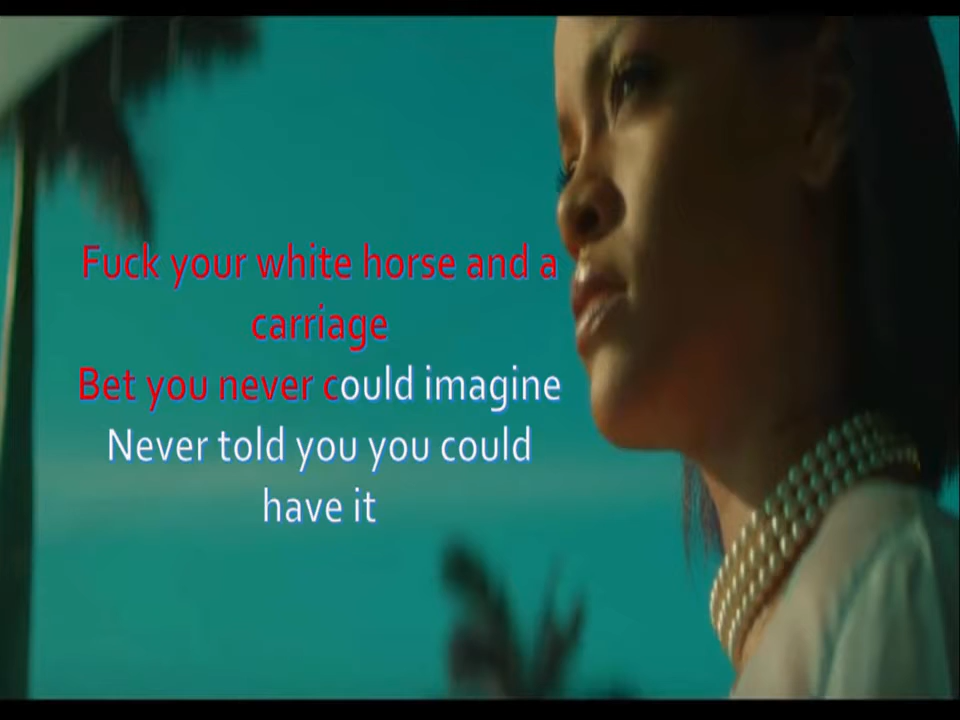 Fuck your white horse and a
carriage
Bet you never could imagine
Never told you you could
have it